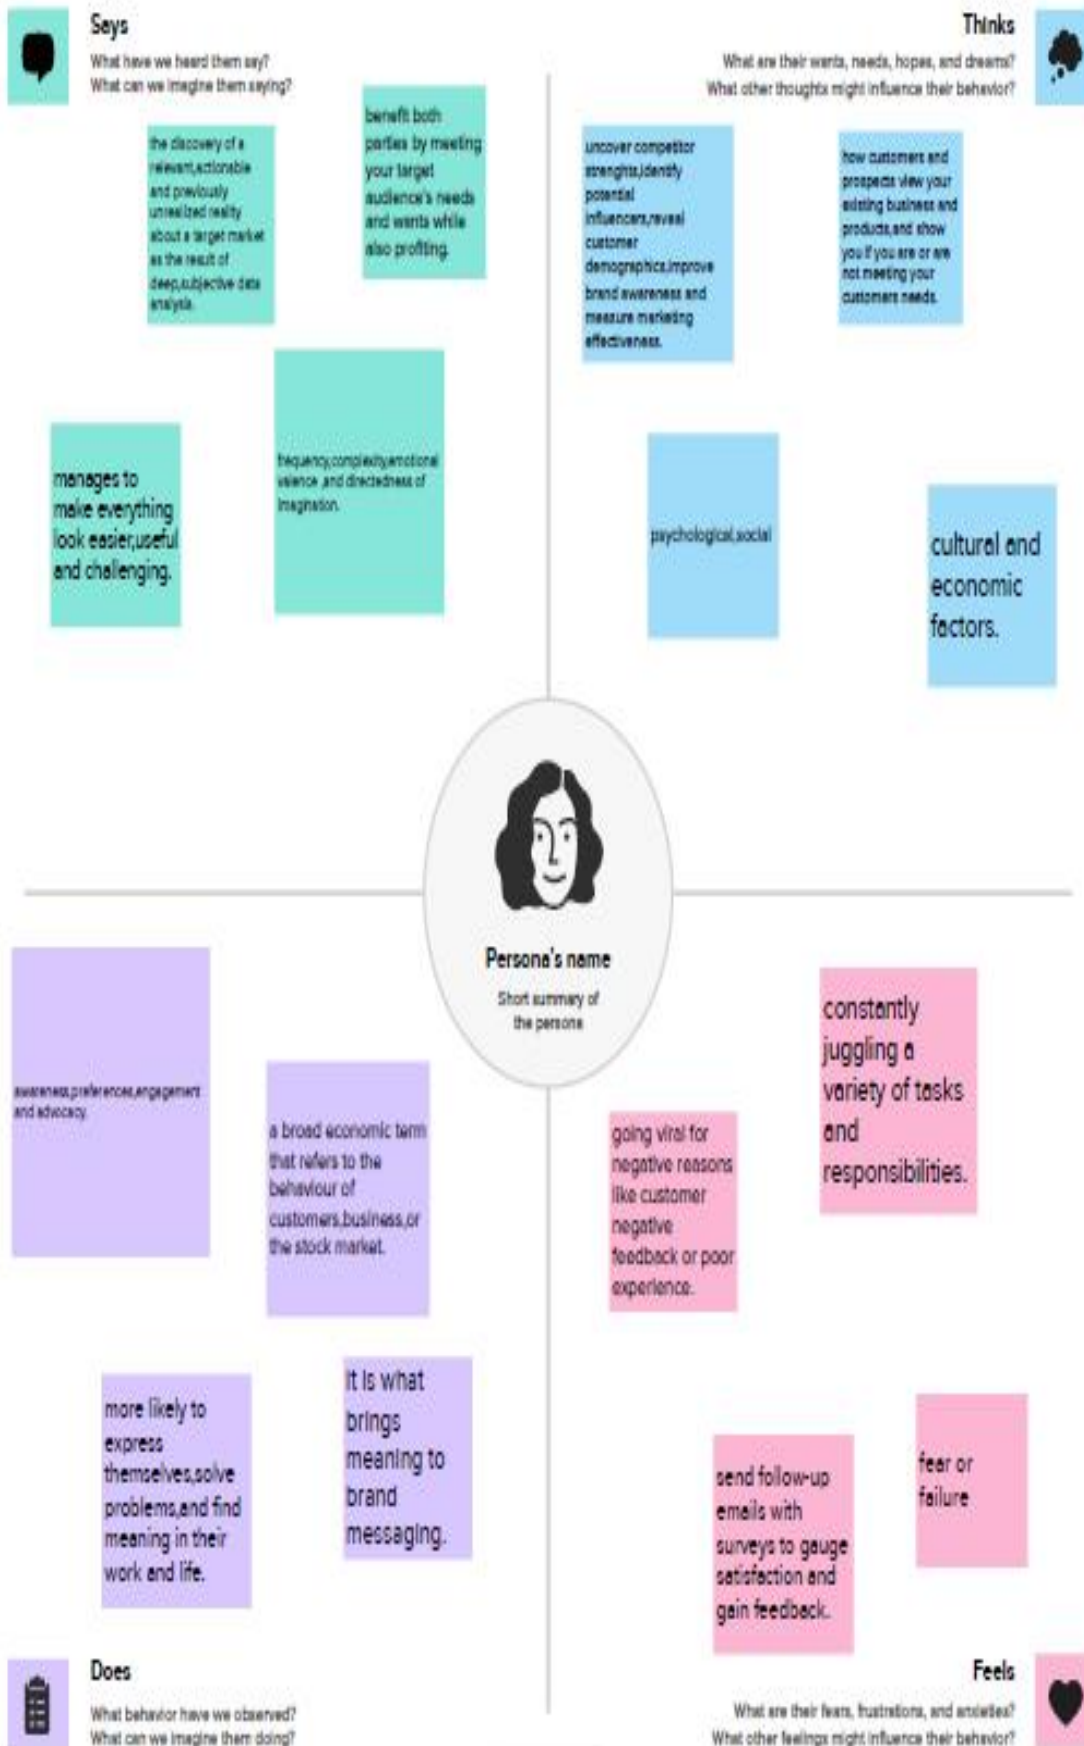 Says
What have we heard them say?
What can we imagine them saying?
the discovery of a
relevant,actionable
and previously
unrealized reality
about a target market
as the result of
deep,subjective data
analysis.
benefit both
parties by meeting
your target
audience's needs
and wants while
also profiting.
manages to
make everything
look easier,useful
and challenging.
frequency,complexity,emotional
valence ,and directedness of
imagination.
Thinks
What are their wants, needs, hopes, and dreams?
What other thoughts might influence their behavior?
uncover competitor
strenghts,identify
potential
influencers,reveal
customer
demographics,improve
brand awareness and
measure marketing
effectiveness.
how customers and
prospects view your
existing business and
products,and show
you if you are or are
not meeting your
customers needs.
psychological,social
cultural and
economic
factors.
Persona's name
Short summary of
the persona
awareness,preferences,engagement
and advocacy.
a broad economic term
that refers to the
behaviour of
customers,business,or
the stock market.
more likely to
express
themselves,solve
problems,and find
meaning in their
work and life.
it is what
brings
meaning to
brand
messaging.
Does
What behavior have we observed?
What can we imagine them doing?
constantly
juggling a
variety of tasks
and
responsibilities.
going viral for
negative reasons
like customer
negative
feedback or poor
experience.
send follow-up
emails with
surveys to gauge
satisfaction and
gain feedback.
fear or
failure
Feels
What are their fears, frustrations, and anxieties?
What other feelings might influence their behavior?